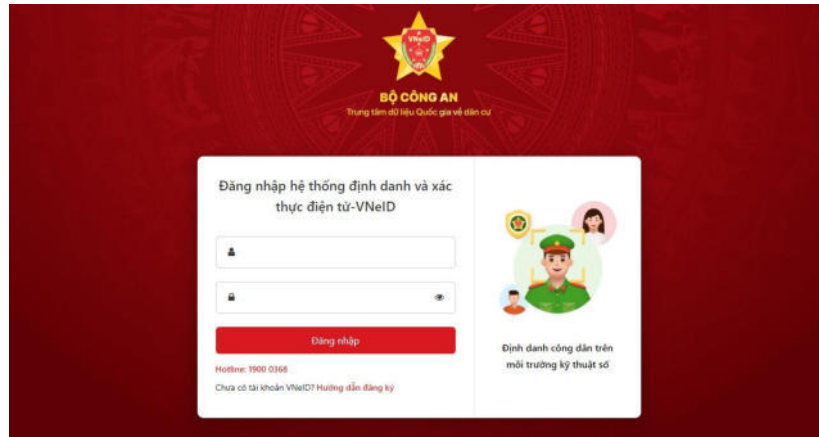 VNeID
BỘ CÔNG AN
Trung tâm dữ liệu Quốc gia về dân cư
Đăng nhập hệ thống định danh và xác
thực điện tử-VNeID
Đăng nhập
Hotline: 1900 0368
Chưa có tài khoản VNeID? Hướng dẫn đăng ký
Định danh công dân trên
môi trường kỹ thuật số